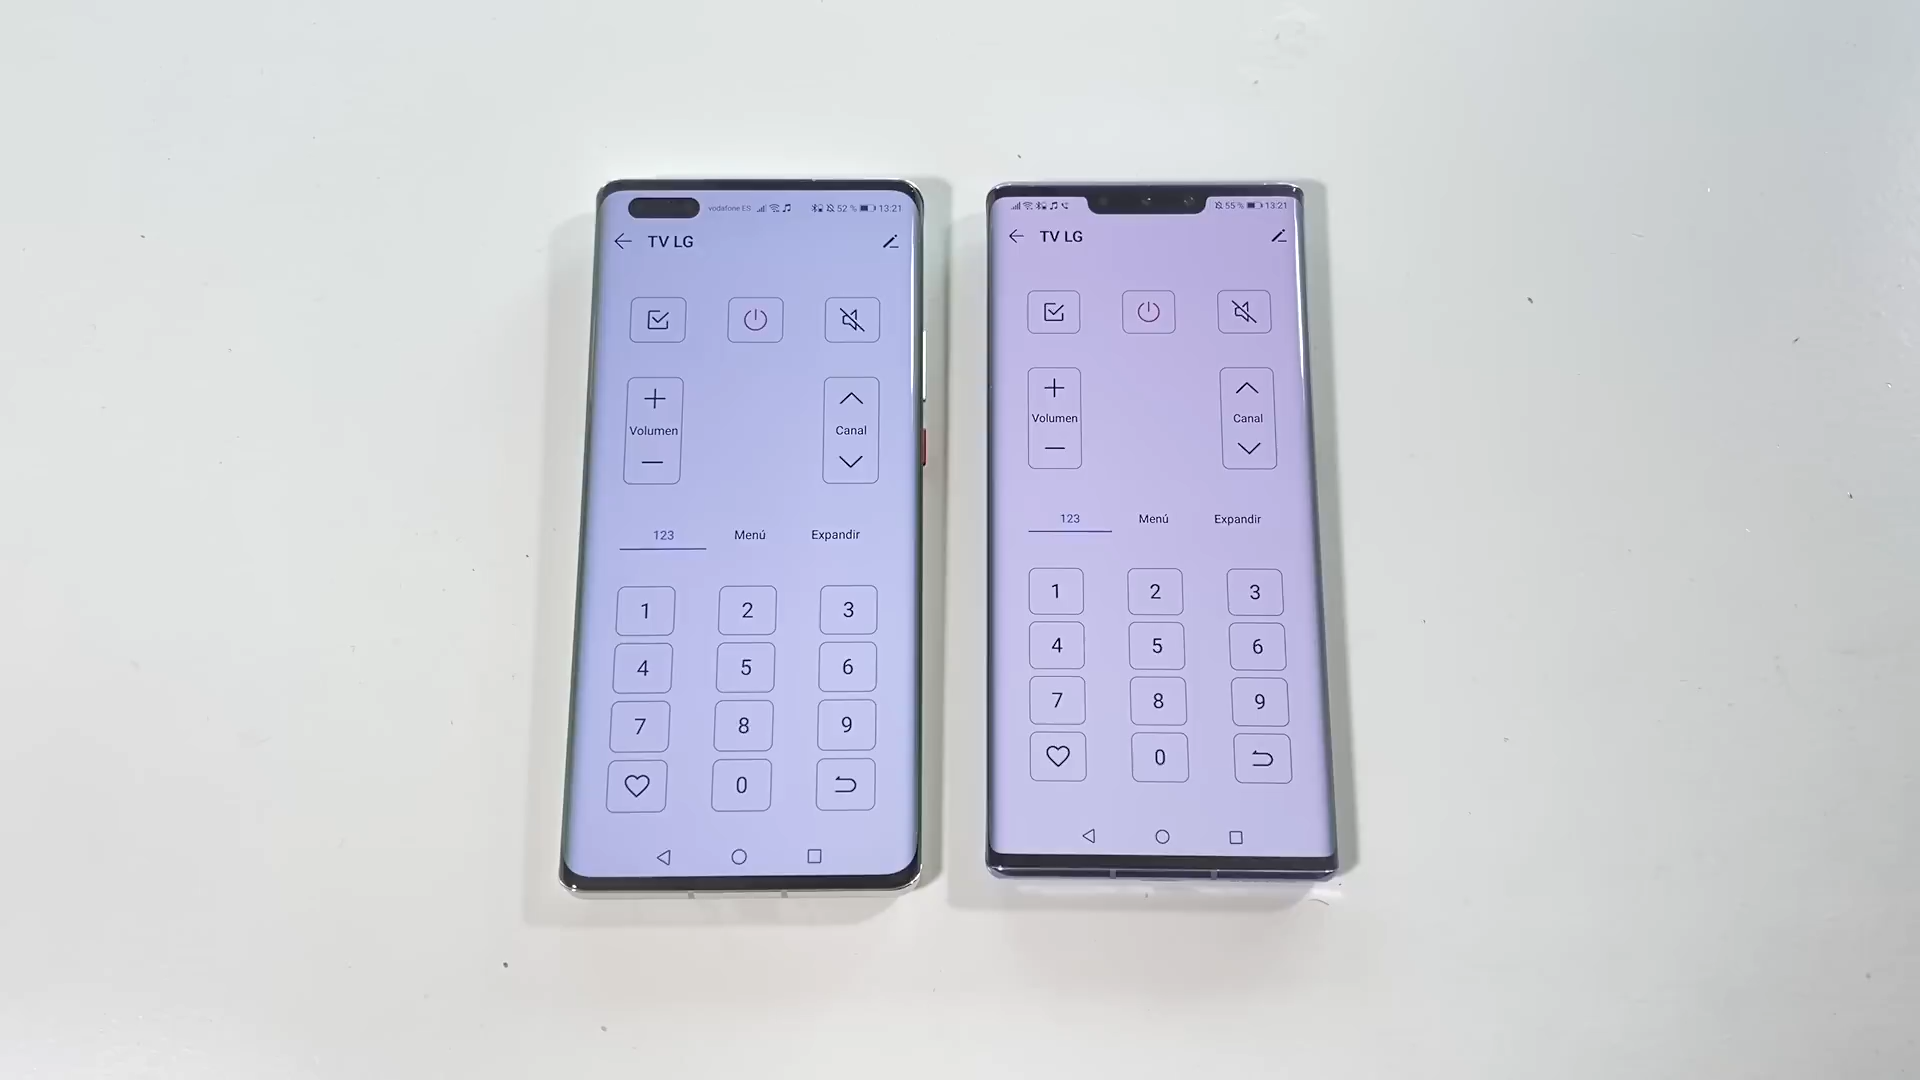 vodafone ES 52 % 13:21
TV LG
Volumen
Canal
123 Menú Expandir
1 2 3
4 5 6
7 8 9
0
55 % 13:21
TV LG
Volumen
Canal
123 Menú Expandir
1 2 3
4 5 6
7 8 9
0